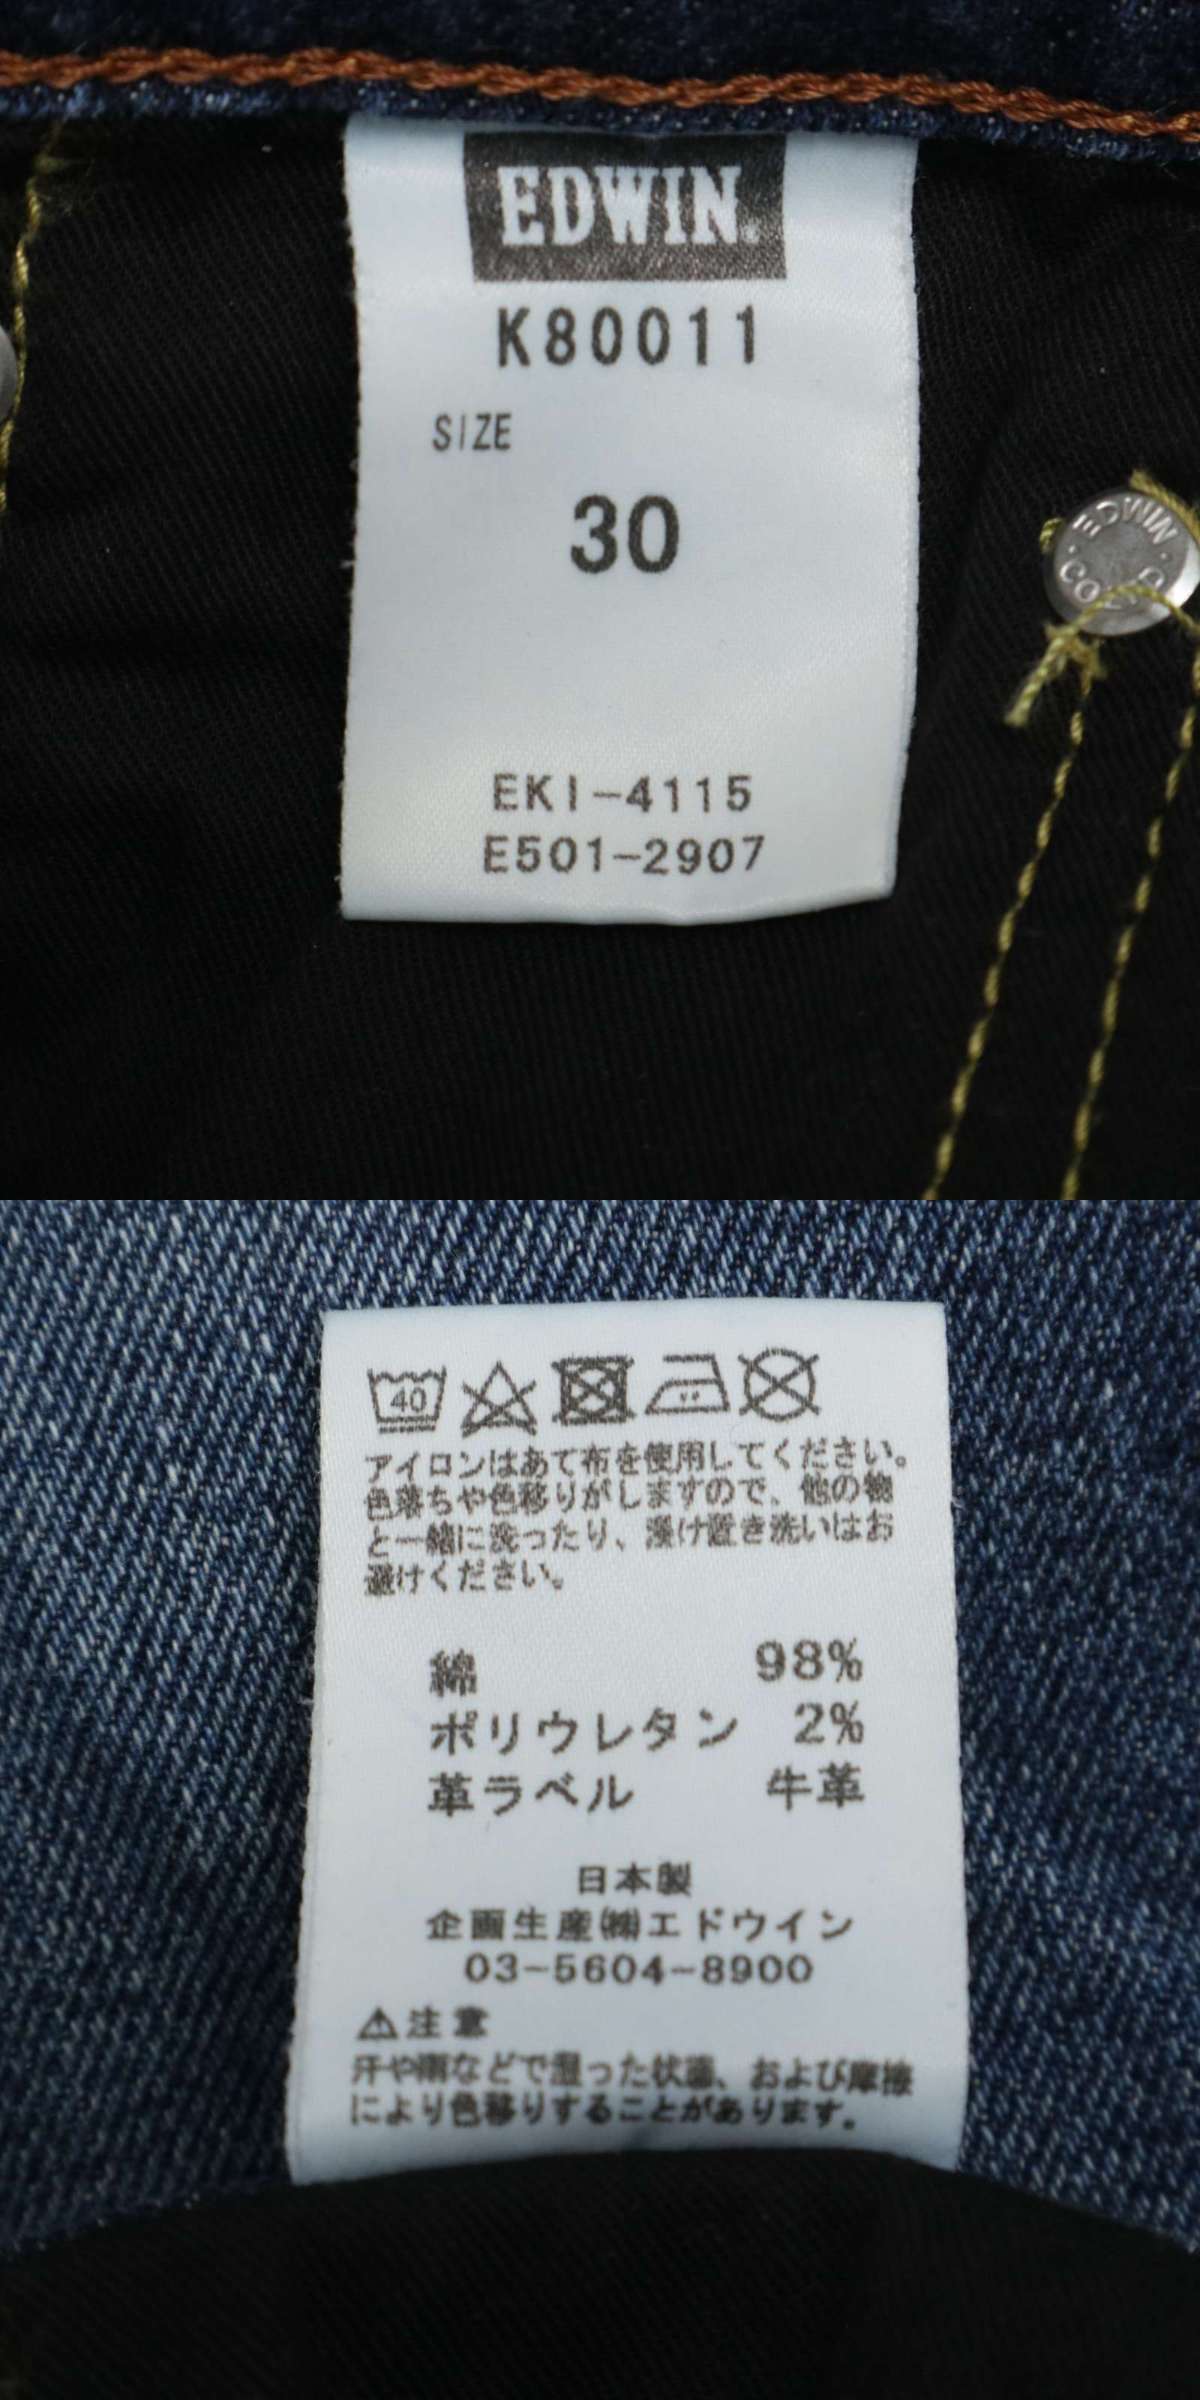 EDWIN.
K80011
SIZE
30
EDWIN
EKI-4115
E501-2907
40
アイロンはあて布を使用してください。
色落ちや色移りがしますので、他の物
と一緒に洗ったり、浸け置き洗いはお
避けください。
綿 98%
ポリウレタン 2%
革ラベル 牛革
日本製
企画生産㈱エドウイン
03-5604-8900
⚠注意
汗や雨などで湿った状態、および摩擦
により色移りすることがあります。